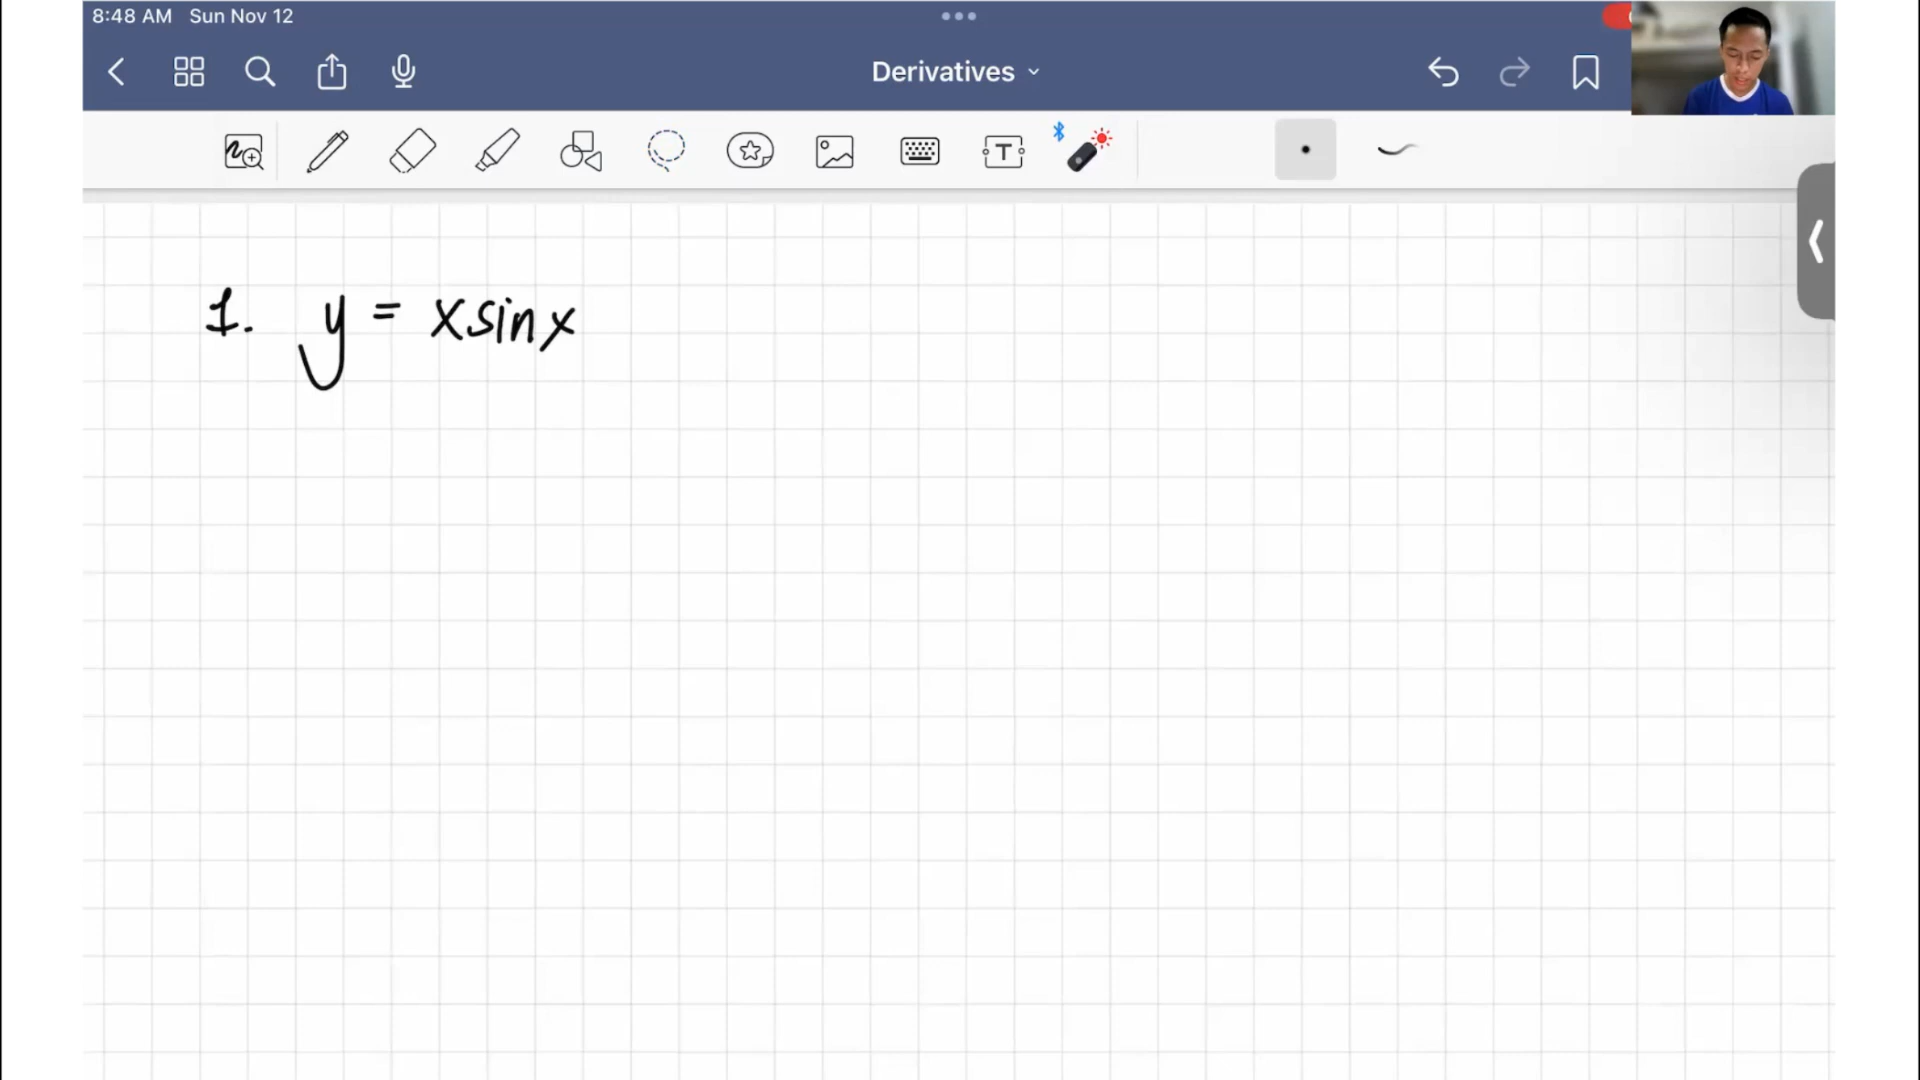 8:48 AM Sun Nov 12
Derivatives
T
1. y = x sin x